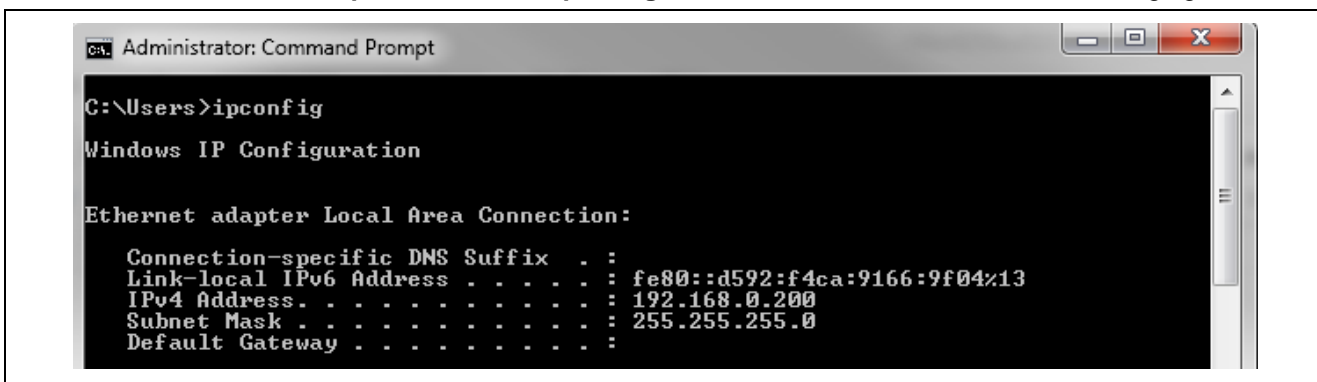 Administrator: Command Prompt
C:\Users>ipconfig
Windows IP Configuration
Ethernet adapter Local Area Connection:
Connection-specific DNS Suffix . :
Link-local IPv6 Address . . . . . : fe80::d592:f4ca:9166:9f04%13
IPv4 Address. . . . . . . . . . . : 192.168.0.200
Subnet Mask . . . . . . . . . . . : 255.255.255.0
Default Gateway . . . . . . . . . :